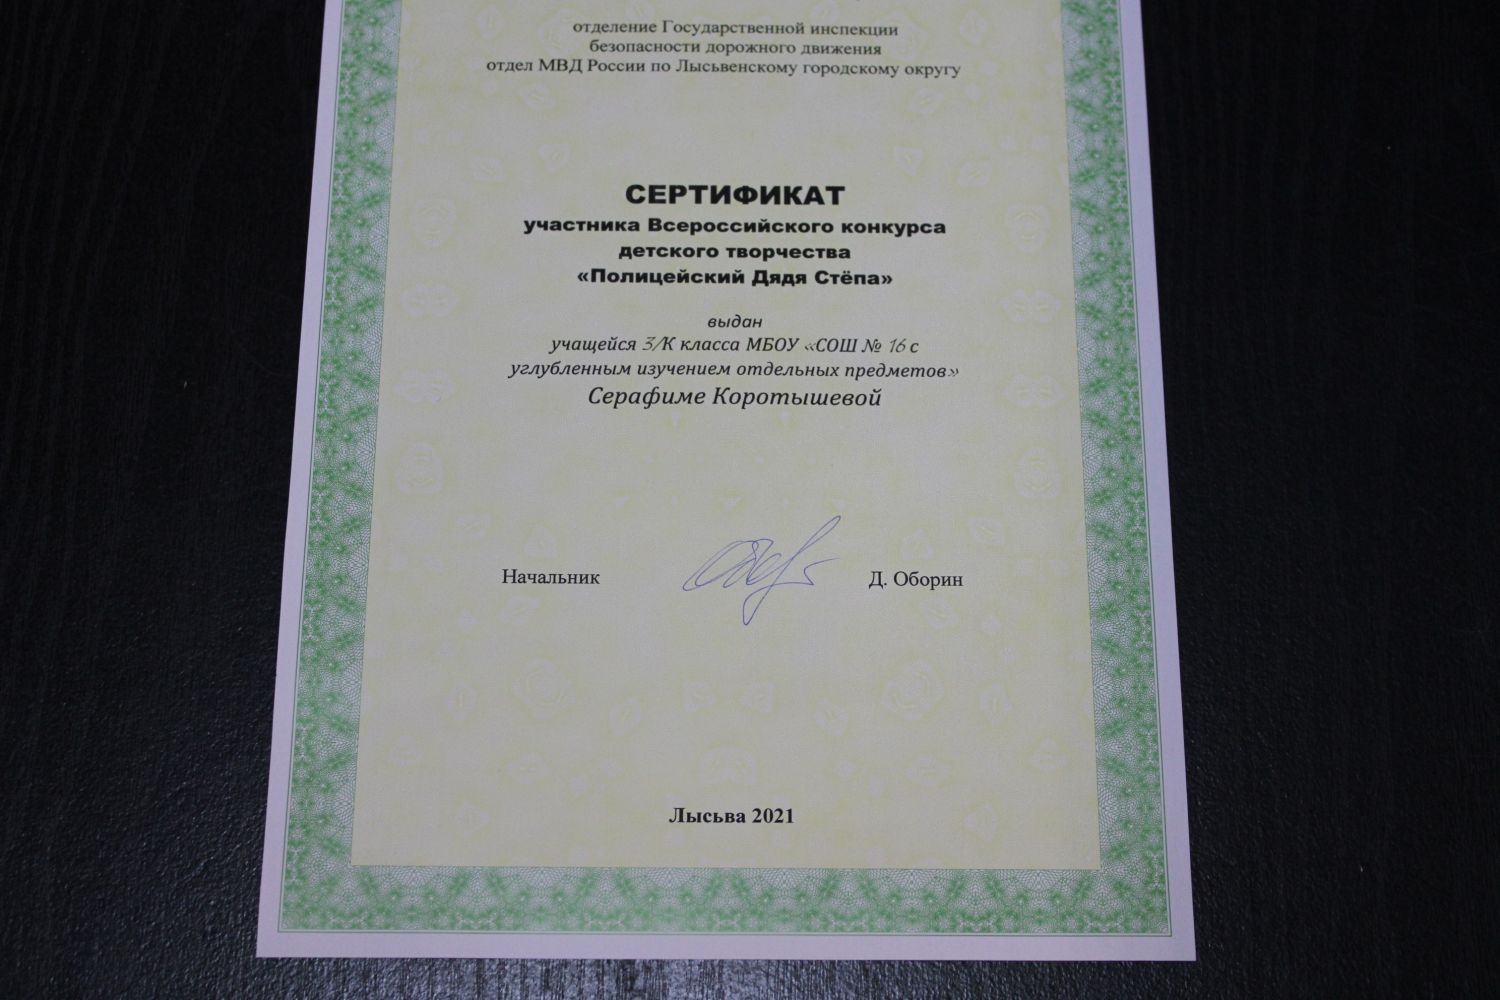 отделение Государственной инспекции
безопасности дорожного движения
отдел МВД России по Лысьвенскому городскому округу
СЕРТИФИКАТ
участника Всероссийского конкурса
детского творчества
«Полицейский Дядя Стёпа»
выдан
учащейся 3/К класса МБОУ «СОШ № 16 с
углубленным изучением отдельных предметов»
Серафиме Коротышевой
Начальник Д. Оборин
Лысьва 2021